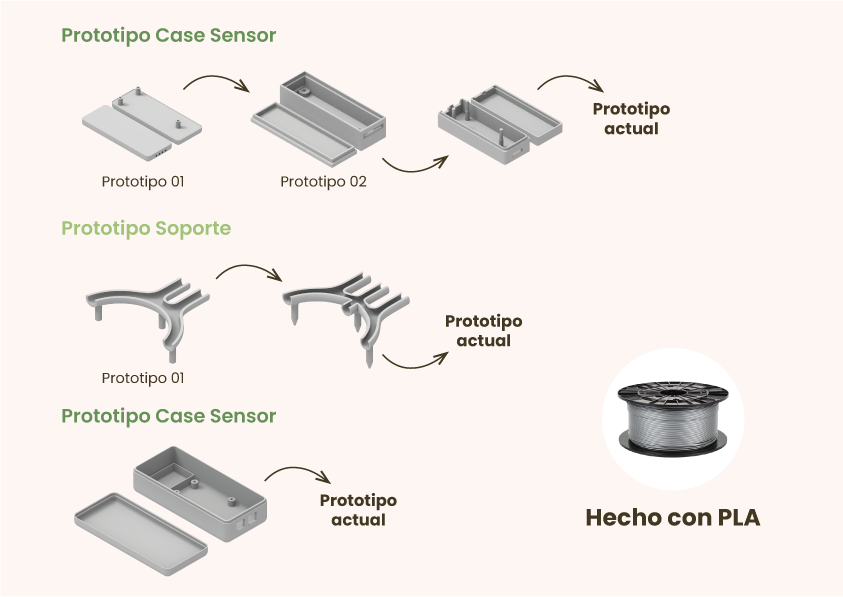 Prototipo Case Sensor
Prototipo
actual
Prototipo 01
Prototipo 02
Prototipo Soporte
Prototipo
actual
Prototipo 01
Prototipo Case Sensor
Prototipo
actual
Hecho con PLA